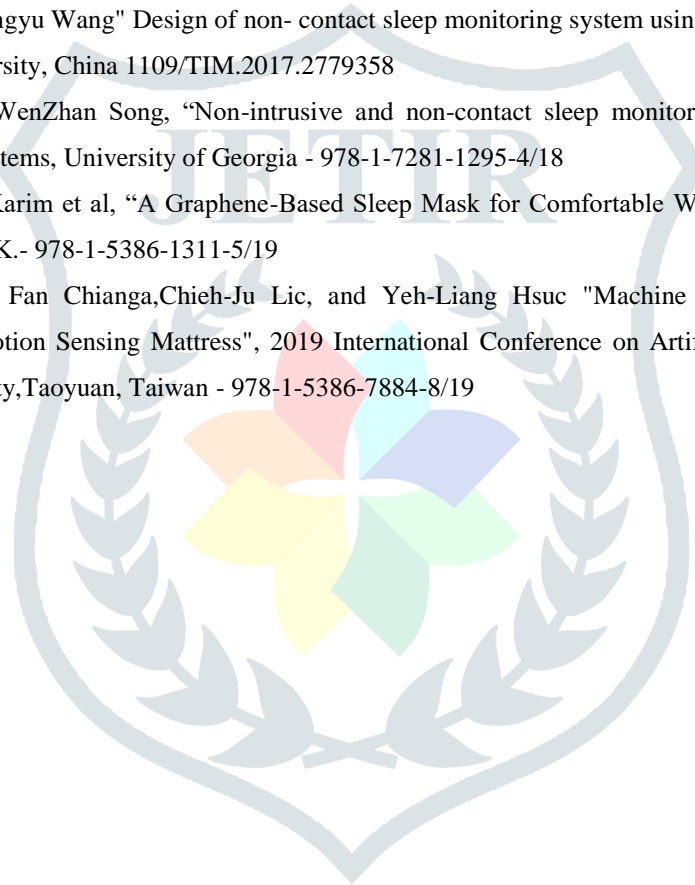 ngyu Wang" Design of non- contact sleep monitoring system usin
rsity, China 1109/TIM.2017.2779358
WenZhan Song, “Non-intrusive and non-contact sleep monitor
tems, University of Georgia - 978-1-7281-1295-4/18
Karim et al, “A Graphene-Based Sleep Mask for Comfortable W
K.- 978-1-5386-1311-5/19
Fan Chianga,Chieh-Ju Lic, and Yeh-Liang Hsuc "Machine
otion Sensing Mattress", 2019 International Conference on Artif
ty,Taoyuan, Taiwan - 978-1-5386-7884-8/19
JETIR